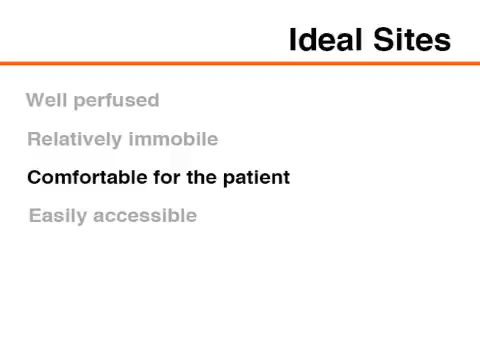 Ideal Sites
Well perfused
Relatively immobile
Comfortable for the patient
Easily accessible